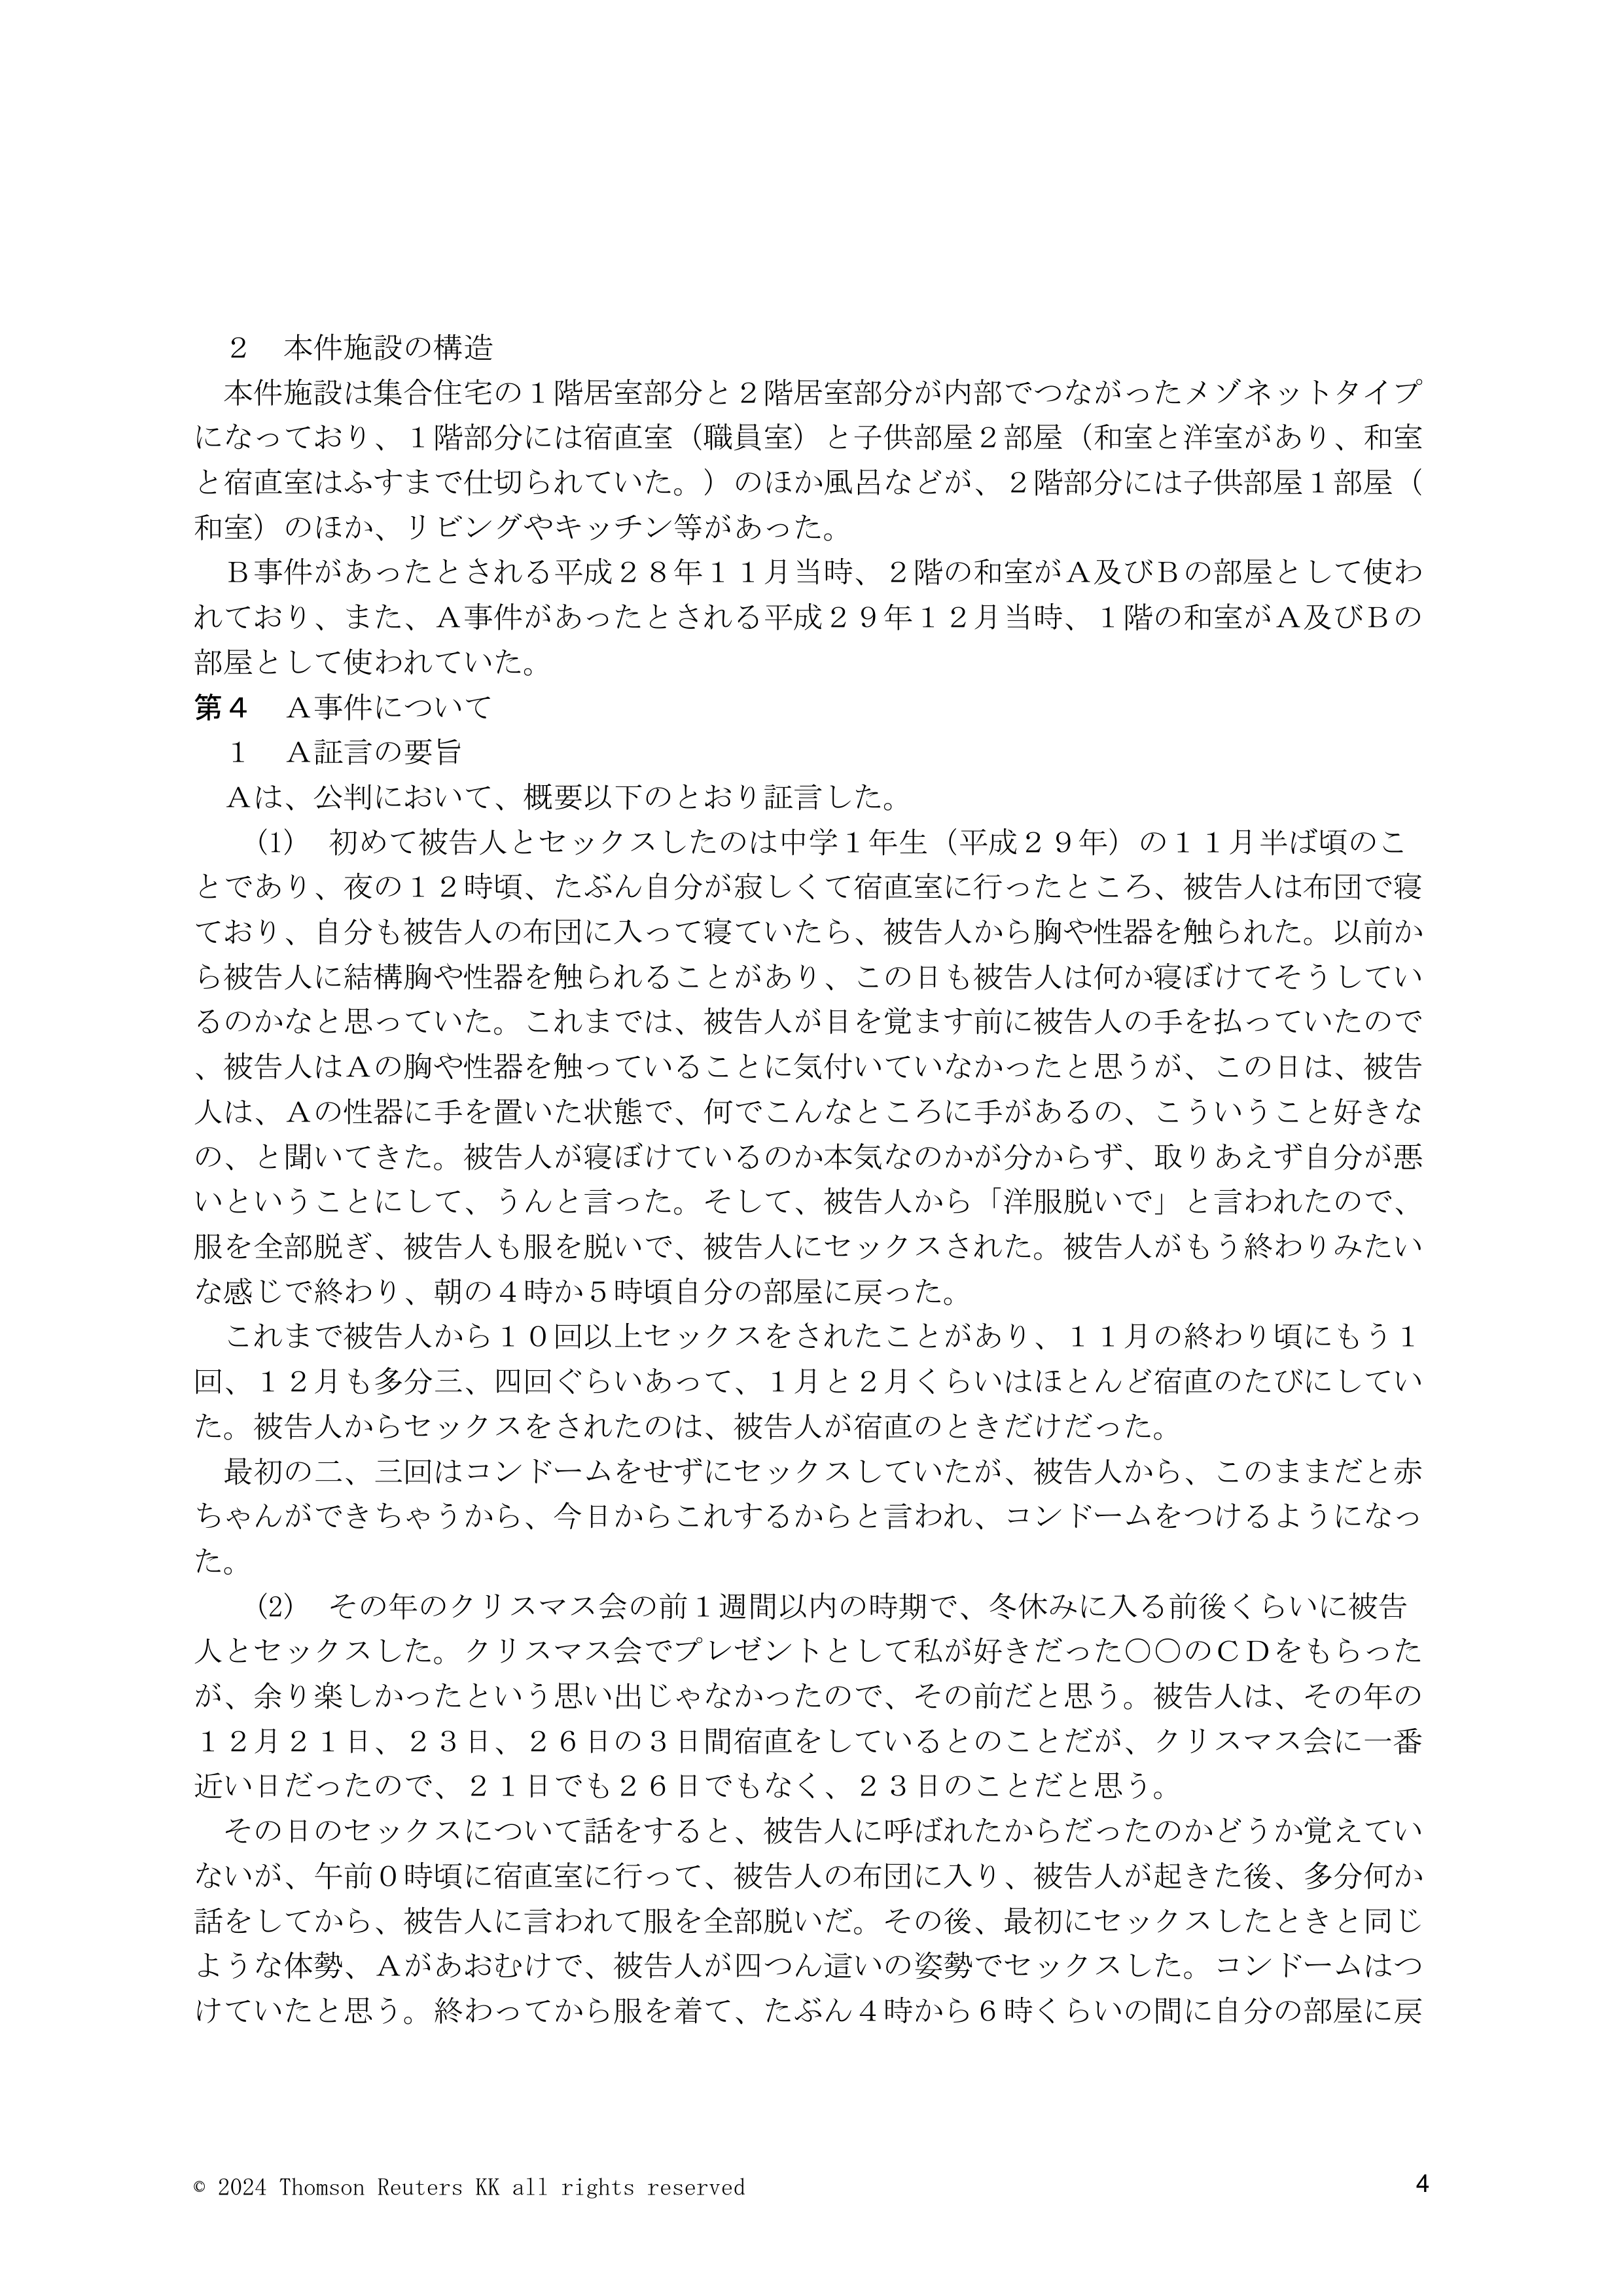 ２　本件施設の構造
本件施設は集合住宅の１階居室部分と２階居室部分が内部でつながったメゾネットタイプ
になっており、１階部分には宿直室（職員室）と子供部屋２部屋（和室と洋室があり、和室
と宿直室はふすまで仕切られていた。）のほか風呂などが、２階部分には子供部屋１部屋（
和室）のほか、リビングやキッチン等があった。
Ｂ事件があったとされる平成２８年１１月当時、２階の和室がＡ及びＢの部屋として使わ
れており、また、Ａ事件があったとされる平成２９年１２月当時、１階の和室がＡ及びＢの
部屋として使われていた。
第４　Ａ事件について
１　Ａ証言の要旨
Ａは、公判において、概要以下のとおり証言した。
(1)　初めて被告人とセックスしたのは中学１年生（平成２９年）の１１月半ば頃のこ
とであり、夜の１２時頃、たぶん自分が寂しくて宿直室に行ったところ、被告人は布団で寝
ており、自分も被告人の布団に入って寝ていたら、被告人から胸や性器を触られた。以前か
ら被告人に結構胸や性器を触られることがあり、この日も被告人は何か寝ぼけてそうしてい
るのかなと思っていた。これまでは、被告人が目を覚ます前に被告人の手を払っていたので
、被告人はＡの胸や性器を触っていることに気付いていなかったと思うが、この日は、被告
人は、Ａの性器に手を置いた状態で、何でこんなところに手があるの、こういうこと好きな
の、と聞いてきた。被告人が寝ぼけているのか本気なのかが分からず、取りあえず自分が悪
いということにして、うんと言った。そして、被告人から「洋服脱いで」と言われたので、
服を全部脱ぎ、被告人も服を脱いで、被告人にセックスされた。被告人がもう終わりみたい
な感じで終わり、朝の４時か５時頃自分の部屋に戻った。
これまで被告人から１０回以上セックスをされたことがあり、１１月の終わり頃にもう１
回、１２月も多分三、四回ぐらいあって、１月と２月くらいはほとんど宿直のたびにしてい
た。被告人からセックスをされたのは、被告人が宿直のときだけだった。
最初の二、三回はコンドームをせずにセックスしていたが、被告人から、このままだと赤
ちゃんができちゃうから、今日からこれするからと言われ、コンドームをつけるようになっ
た。
(2)　その年のクリスマス会の前１週間以内の時期で、冬休みに入る前後くらいに被告
人とセックスした。クリスマス会でプレゼントとして私が好きだった〇〇のＣＤをもらった
が、余り楽しかったという思い出じゃなかったので、その前だと思う。被告人は、その年の
１２月２１日、２３日、２６日の３日間宿直をしているとのことだが、クリスマス会に一番
近い日だったので、２１日でも２６日でもなく、２３日のことだと思う。
その日のセックスについて話をすると、被告人に呼ばれたからだったのかどうか覚えてい
ないが、午前０時頃に宿直室に行って、被告人の布団に入り、被告人が起きた後、多分何か
話をしてから、被告人に言われて服を全部脱いだ。その後、最初にセックスしたときと同じ
ような体勢、Ａがあおむけで、被告人が四つん這いの姿勢でセックスした。コンドームはつ
けていたと思う。終わってから服を着て、たぶん４時から６時くらいの間に自分の部屋に戻
© 2024 Thomson Reuters KK all rights reserved
4